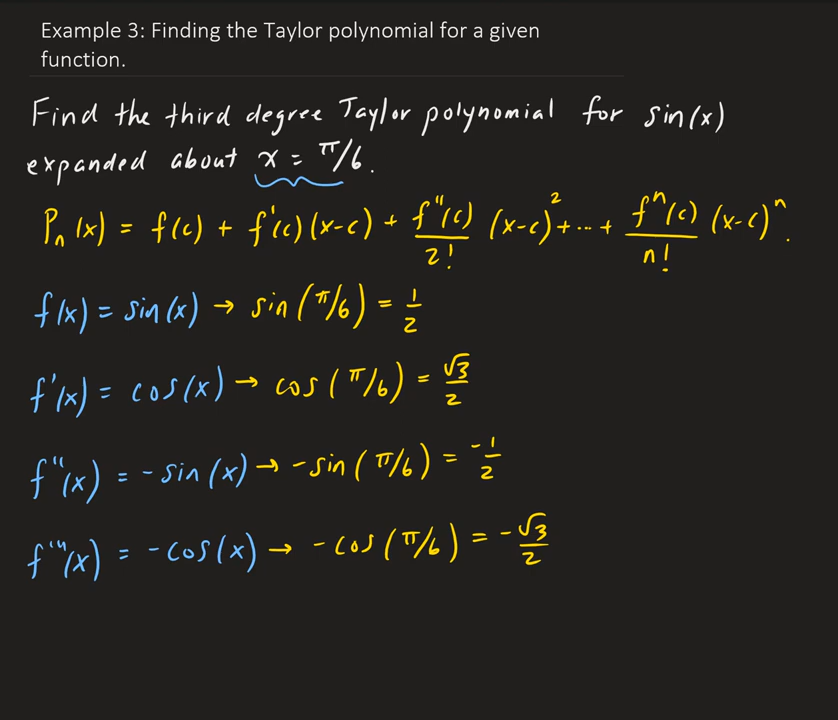 Example 3: Finding the Taylor polynomial for a given
function.
Find the third degree Taylor polynomial for sin(x)
expanded about x = π/6.
Pₙ(x) = f(c) + f'(c)(x-c) + f''(c)/2! (x-c)² + ... + fⁿ(c)/n! (x-c)ⁿ.
f(x) = sin(x) → sin(π/6) = 1/2
f'(x) = cos(x) → cos(π/6) = √3/2
f''(x) = -sin(x) → -sin(π/6) = -1/2
f'''(x) = -cos(x) → -cos(π/6) = -√3/2